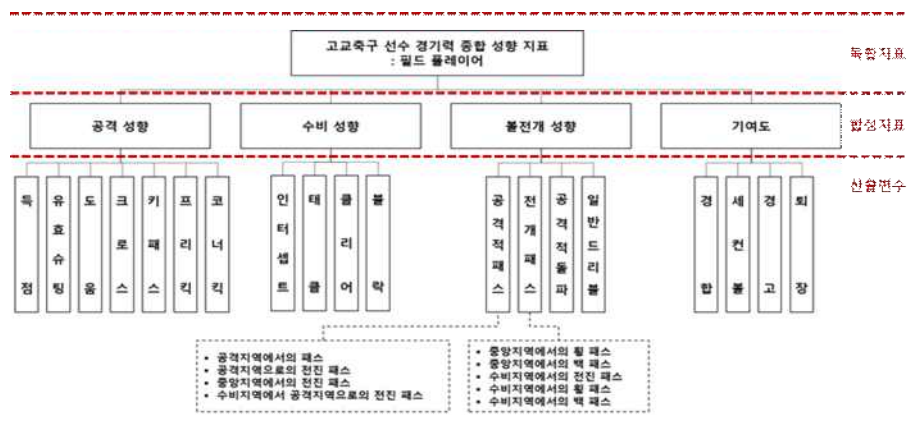 고교축구 선수 경기력 종합 성향 지표
: 필드 플레이어
복합지표
공격 성향
수비 성향
볼전개 성향
기여도
합성지표
산출변수
득점
유효슈팅
도움
크로스
키패스
프리킥
코너킥
인터셉트
태클
클리어
블락
공격적패스
전개패스
공격적돌파
일반드리블
경합
세컨볼
경고
퇴장
• 공격지역에서의 패스
• 공격지역으로의 전진 패스
• 중앙지역에서의 전진 패스
• 수비지역에서 공격지역으로의 전진 패스
• 중앙지역에서의 횡 패스
• 중앙지역에서의 백 패스
• 수비지역에서의 전진 패스
• 수비지역에서의 횡 패스
• 수비지역에서의 백 패스